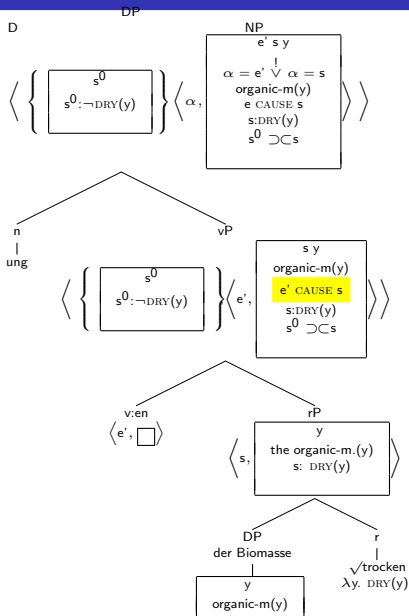 DP
D NP
e' s y
!
α = e' ∨ α = s
organic-m(y)
e CAUSE s
s:DRY(y)
s⁰ ⊃⊂s
⟨ { s⁰
s⁰:¬DRY(y) } ⟨ α, ⟩ ⟩
n vP
ung
s y
organic-m(y)
e' CAUSE s
s:DRY(y)
s⁰ ⊃⊂s
⟨ { s⁰
s⁰:¬DRY(y) } ⟨ e', ⟩ ⟩
v:en rP
⟨ e', □ ⟩
y
⟨ s, the organic-m.(y)
s: DRY(y) ⟩
DP r
der Biomasse √trocken
λy. DRY(y)
y
organic-m(y)